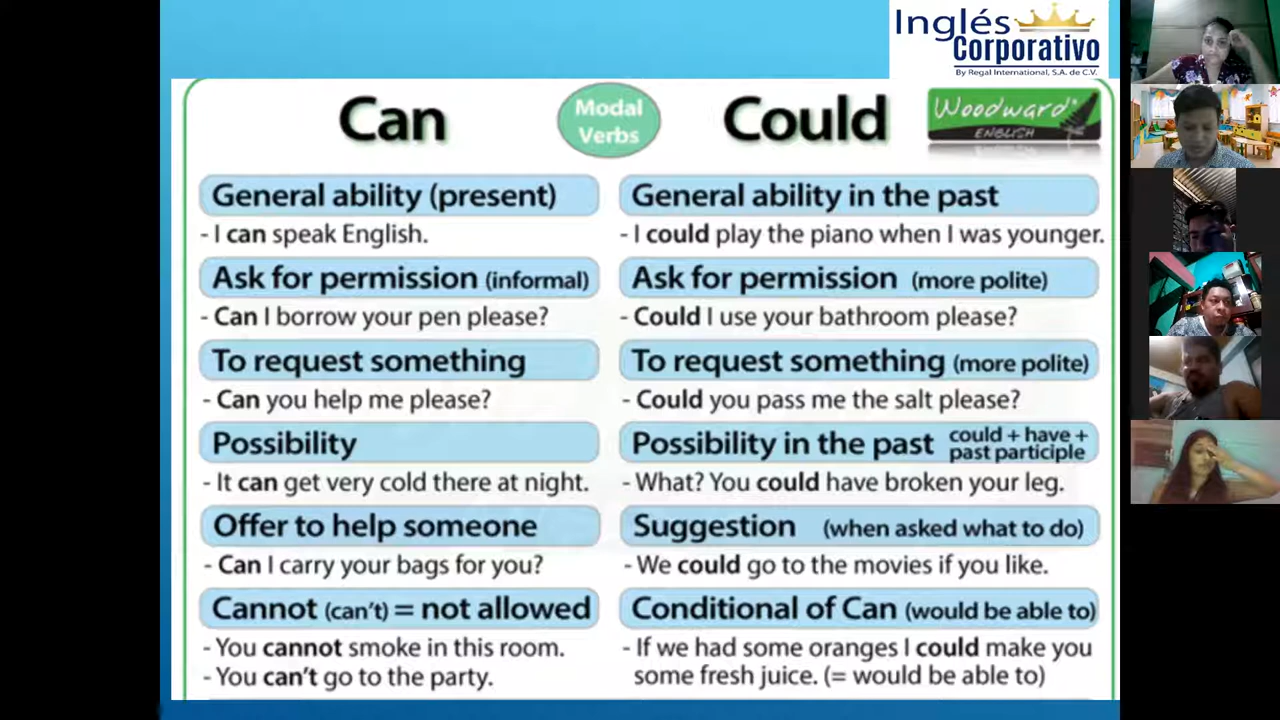 Inglés
Corporativo
By Regal International, S.A. de C.V.
Can
Modal
Verbs
Could
Woodward®
ENGLISH
General ability (present)
- I can speak English.
Ask for permission (informal)
- Can I borrow your pen please?
To request something
- Can you help me please?
Possibility
- It can get very cold there at night.
Offer to help someone
- Can I carry your bags for you?
Cannot (can't) = not allowed
- You cannot smoke in this room.
- You can't go to the party.
General ability in the past
- I could play the piano when I was younger.
Ask for permission (more polite)
- Could I use your bathroom please?
To request something (more polite)
- Could you pass me the salt please?
Possibility in the past could + have +
past participle
- What? You could have broken your leg.
Suggestion (when asked what to do)
- We could go to the movies if you like.
Conditional of Can (would be able to)
- If we had some oranges I could make you
some fresh juice. (= would be able to)